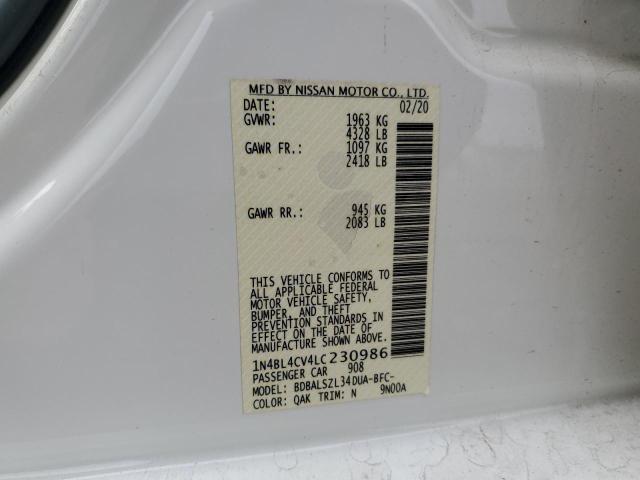 MFD BY NISSAN MOTOR CO., LTD.
DATE: 02/20
GVWR: 1963 KG
4328 LB
GAWR FR.: 1097 KG
2418 LB
GAWR RR.: 945 KG
2083 LB
THIS VEHICLE CONFORMS TO
ALL APPLICABLE FEDERAL
MOTOR VEHICLE SAFETY,
BUMPER, AND THEFT
PREVENTION STANDARDS IN
EFFECT ON THE DATE OF
MANUFACTURE SHOWN ABOVE.
1N4BL4CV4LC230986
PASSENGER CAR 908
MODEL: BDBALSZL34DUA-BFC-
COLOR: QAK TRIM: N 9N00A